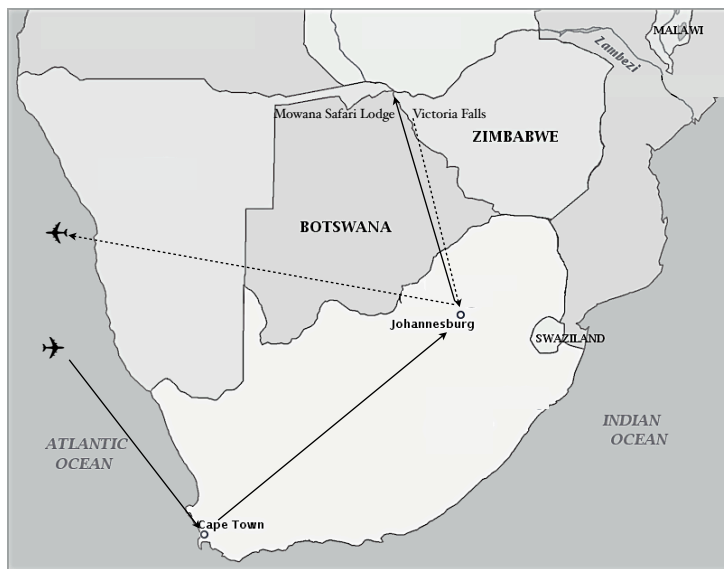 MALAWI
Zambezi
Mowana Safari Lodge
Victoria Falls
ZIMBABWE
BOTSWANA
Johannesburg
SWAZILAND
ATLANTIC
OCEAN
INDIAN
OCEAN
Cape Town